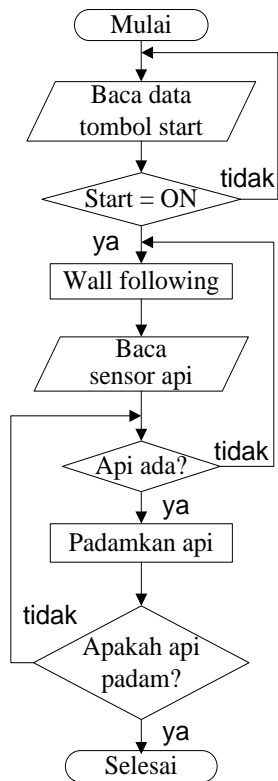 Mulai
Baca data
tombol start
tidak
Start = ON
ya
Wall following
Baca
sensor api
tidak
Api ada?
ya
Padamkan api
tidak
Apakah api
padam?
ya
Selesai